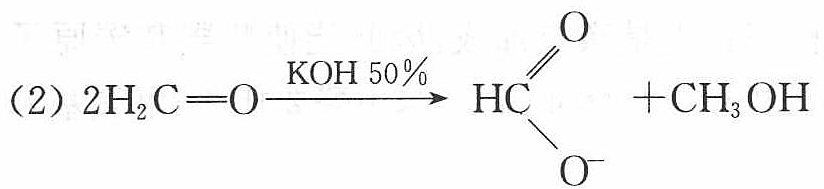 (2) 2H₂C=O KOH 50% HC O O⁻ +CH₃OH